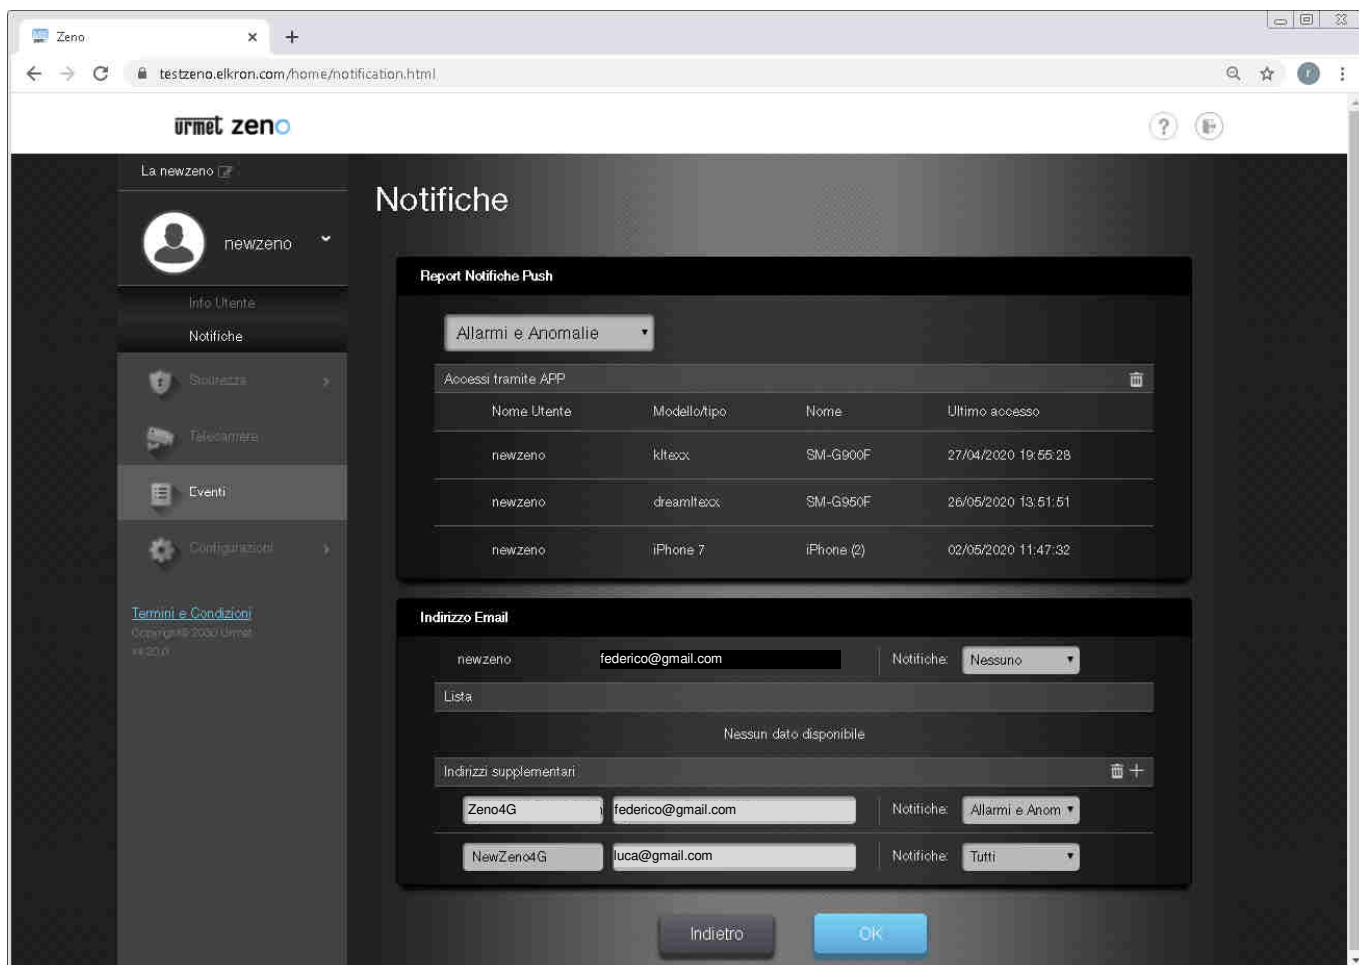 Zeno
testzeno.elkron.com/home/notification.html
urmet zeno
La newzeno
newzeno
Info Utente
Notifiche
Sicurezza
Telecamere
Eventi
Configurazioni
Termini e Condizioni
Notifiche
Report Notifiche Push
Allarmi e Anomalie
Accessi tramite APP
Nome Utente Modello/tipo Nome Ultimo accesso
newzeno kltexx SM-G900F 27/04/2020 19:55:28
newzeno dreamltexx SM-G950F 26/05/2020 13:51:51
newzeno iPhone 7 iPhone (2) 02/05/2020 11:47:32
Indirizzo Email
newzeno federico@gmail.com Notifiche: Nessuno
Lista
Nessun dato disponibile
Indirizzi supplementari
Zeno4G federico@gmail.com Notifiche: Allarmi e Anom
NewZeno4G luca@gmail.com Notifiche: Tutti
Indietro OK